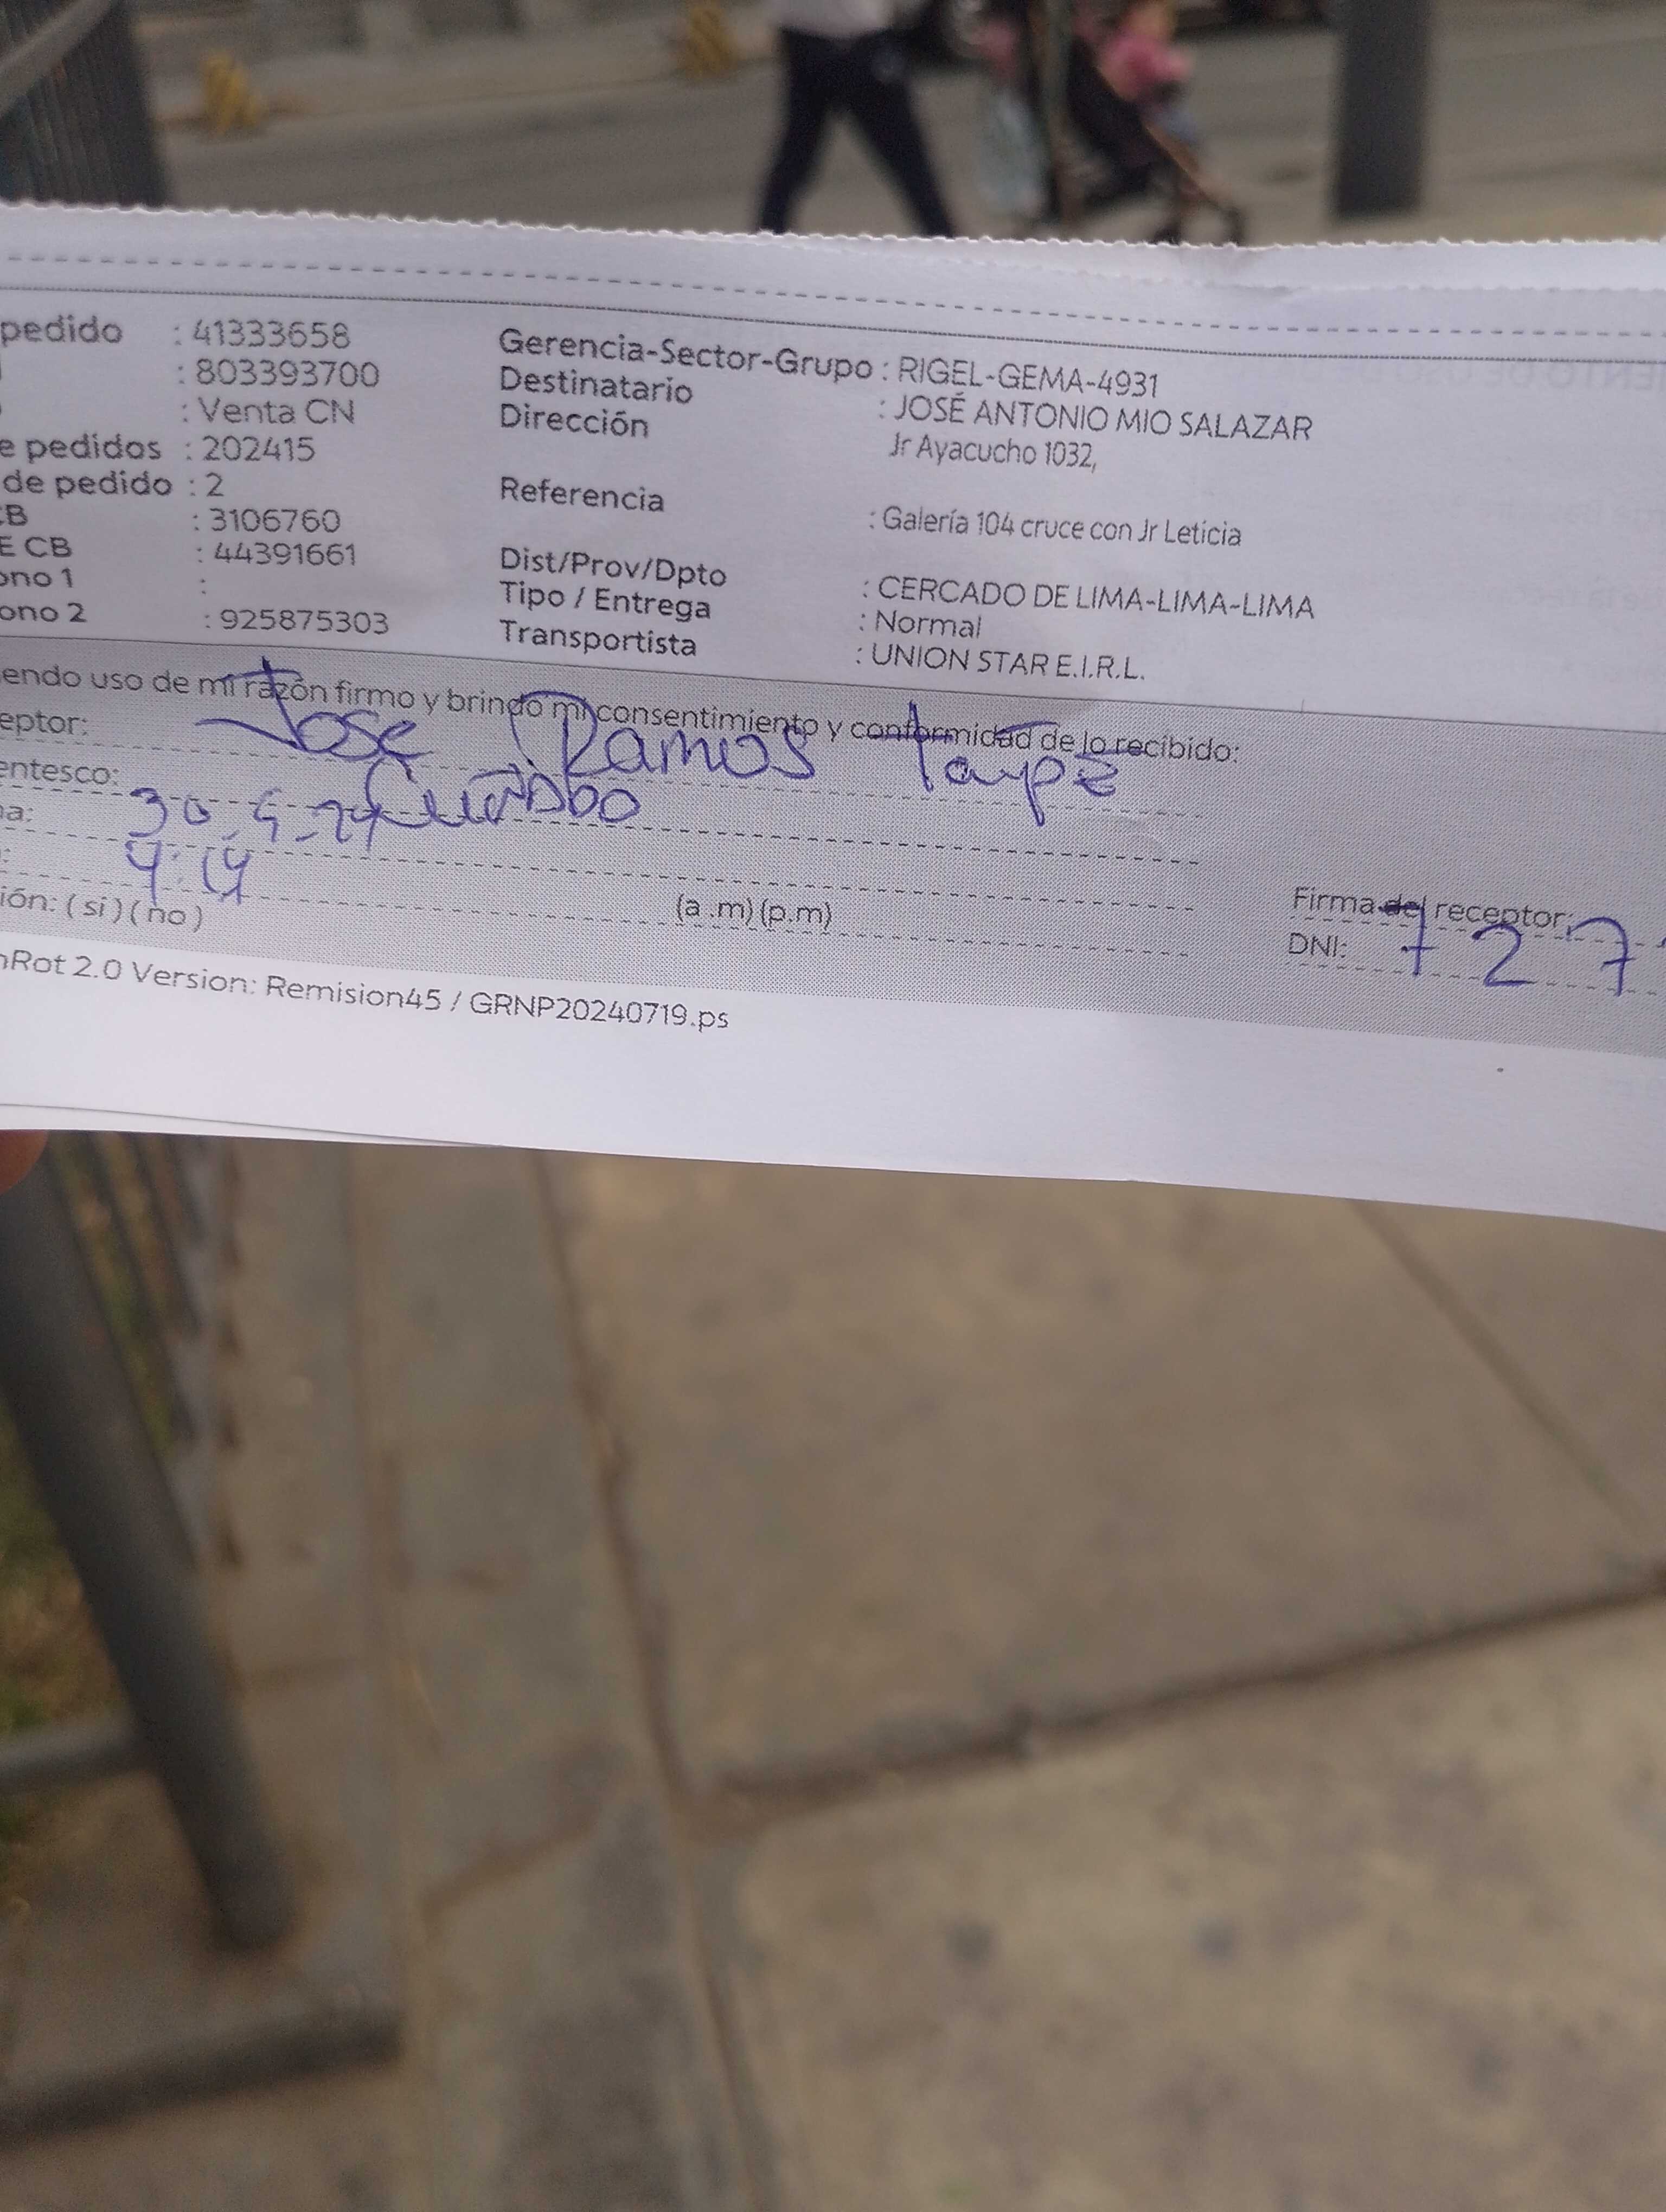 pedido : 41333658
: 803393700
: Venta CN
e pedidos : 202415
de pedido : 2
CB : 3106760
E CB : 44391661
ono 1 :
ono 2 : 925875303
Gerencia-Sector-Grupo : RIGEL-GEMA-4931
Destinatario : JOSÉ ANTONIO MIO SALAZAR
Dirección Jr Ayacucho 1032,
Referencia : Galería 104 cruce con Jr Leticia
Dist/Prov/Dpto : CERCADO DE LIMA-LIMA-LIMA
Tipo / Entrega : Normal
Transportista : UNION STAR E.I.R.L.
endo uso de mi razón firmo y brindo mi consentimiento y conformidad de lo recibido:
eptor: Jose Ramos Taype
entesco:
a:
: 4:14 (a .m) (p.m)
ión: ( si ) ( no )
Firma del receptor:
DNI: 727
nRot 2.0 Version: Remision45 / GRNP20240719.ps